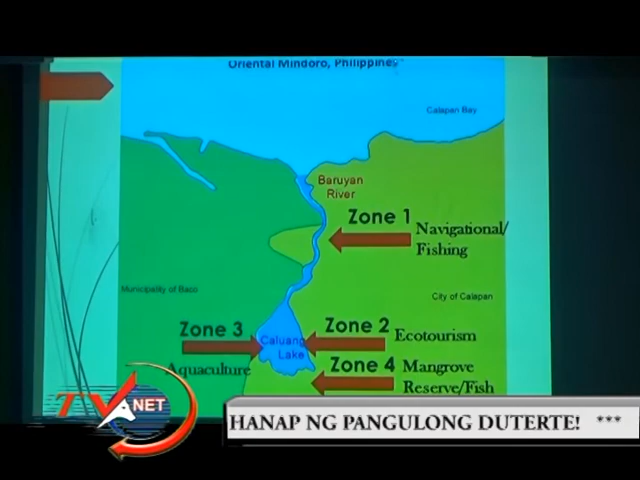 Oriental Mindoro, Philippines
Calapan Bay
Baruyan
River
Zone 1
Navigational/
Fishing
Municipality of Baco
City of Calapan
Zone 3
Zone 2
Ecotourism
Caluang
Lake
Aquaculture
Zone 4
Mangrove
Reserve/Fish
TV
NET
HANAP NG PANGULONG DUTERTE! ***